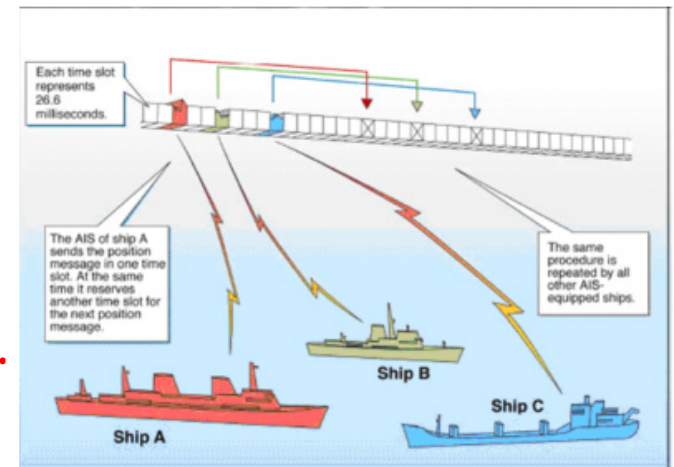 Each time slot
represents
26.6
milliseconds.
The AIS of ship A
sends the position
message in one time
slot. At the same
time it reserves
another time slot for
the next position
message.
The same
procedure is
repeated by all
other AIS-
equipped ships.
Ship B
Ship C
Ship A